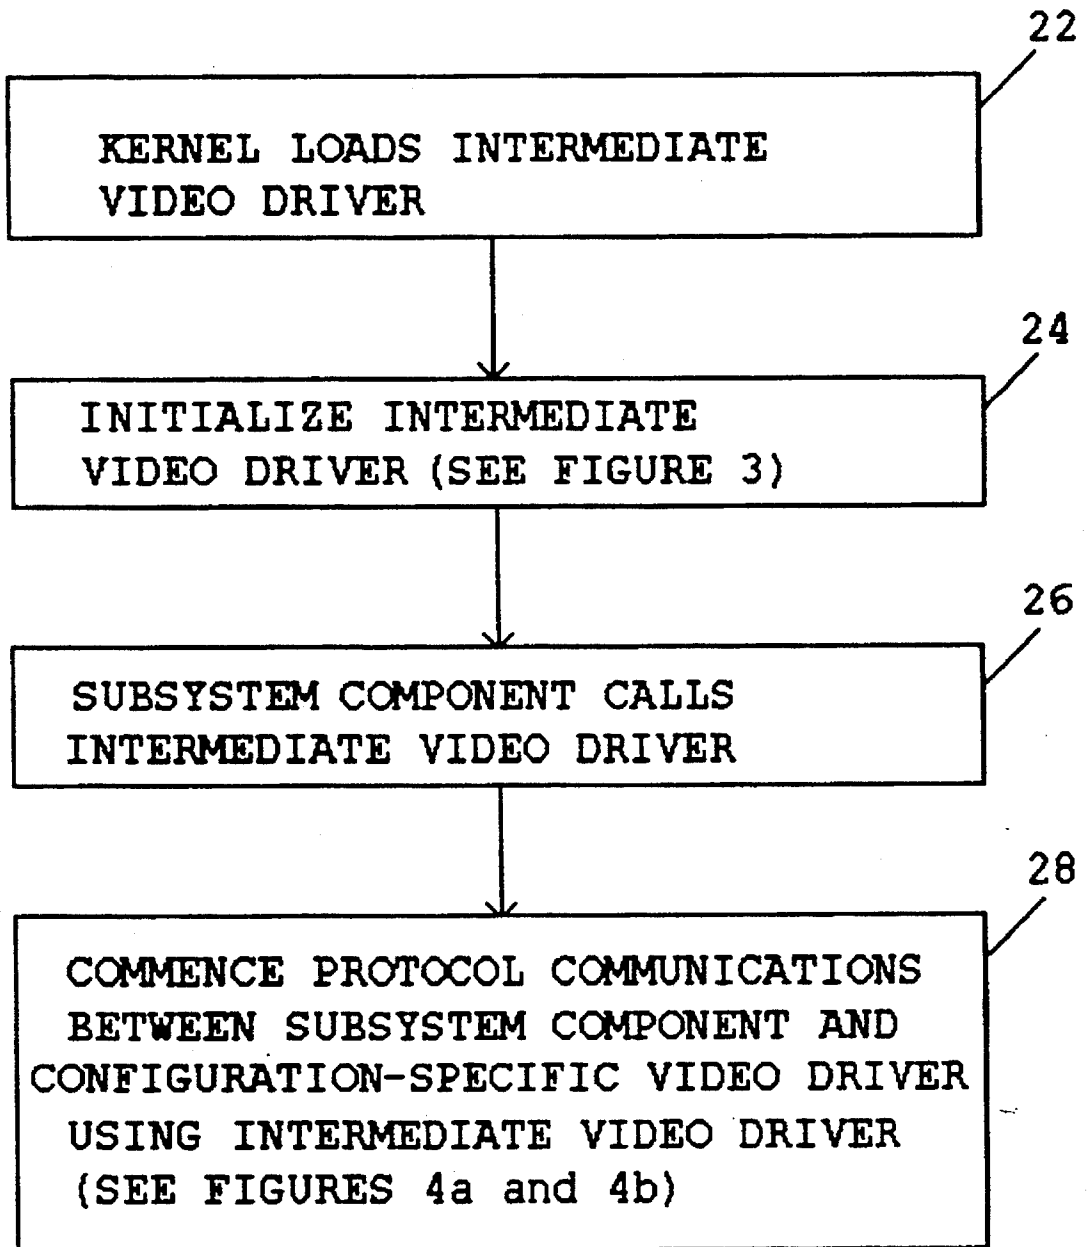 22
KERNEL LOADS INTERMEDIATE
VIDEO DRIVER
24
INITIALIZE INTERMEDIATE
VIDEO DRIVER (SEE FIGURE 3)
26
SUBSYSTEM COMPONENT CALLS
INTERMEDIATE VIDEO DRIVER
28
COMMENCE PROTOCOL COMMUNICATIONS
BETWEEN SUBSYSTEM COMPONENT AND
CONFIGURATION-SPECIFIC VIDEO DRIVER
USING INTERMEDIATE VIDEO DRIVER
(SEE FIGURES 4a and 4b)